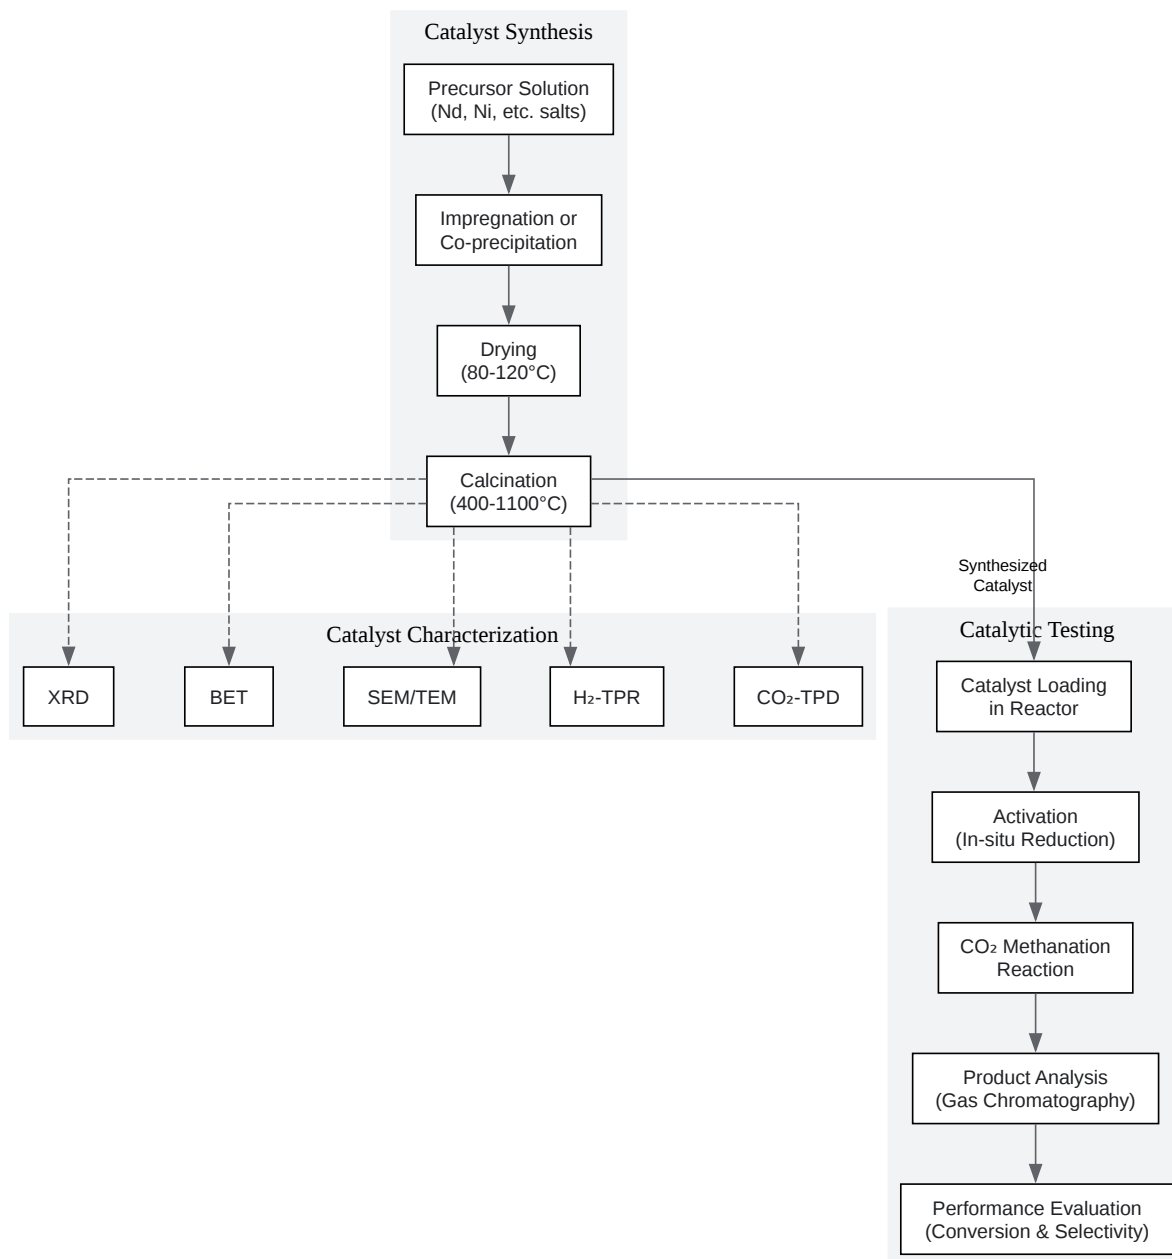 Catalyst Synthesis
Precursor Solution
(Nd, Ni, etc. salts)
Impregnation or
Co-precipitation
Drying
(80-120°C)
Calcination
(400-1100°C)
Synthesized
Catalyst
Catalyst Characterization
XRD
BET
SEM/TEM
H₂-TPR
CO₂-TPD
Catalytic Testing
Catalyst Loading
in Reactor
Activation
(In-situ Reduction)
CO₂ Methanation
Reaction
Product Analysis
(Gas Chromatography)
Performance Evaluation
(Conversion & Selectivity)